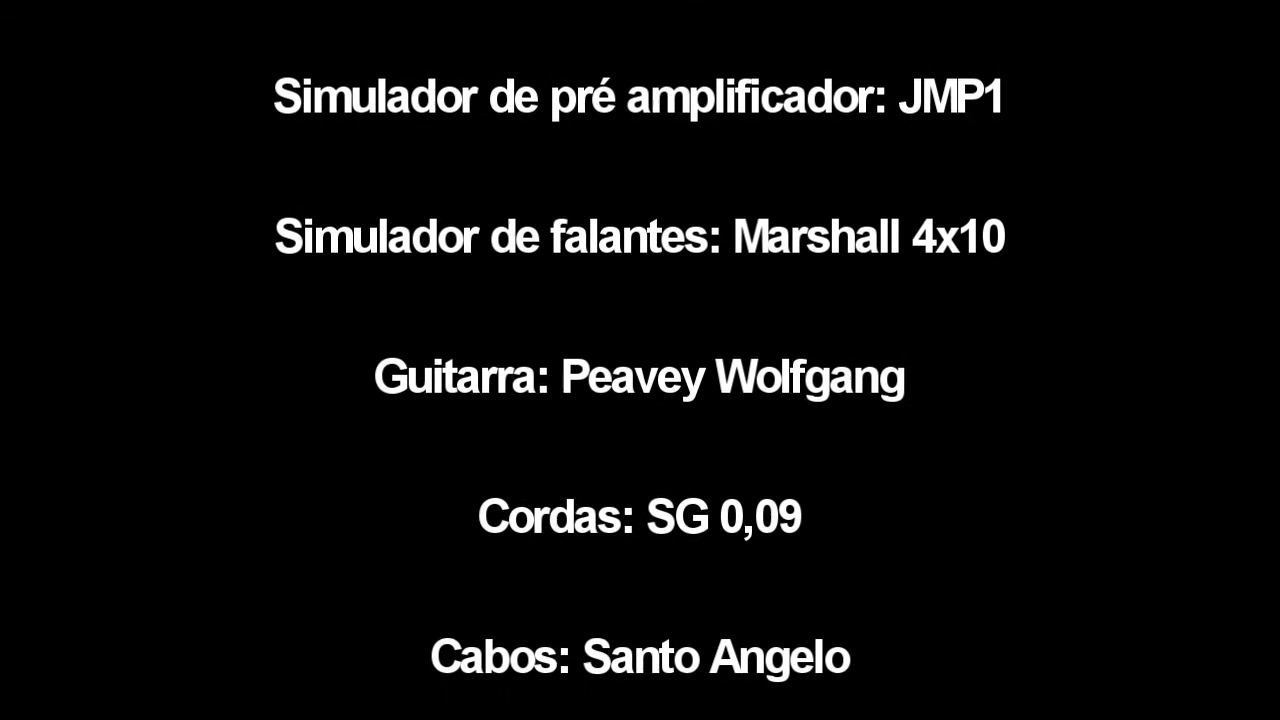 Simulador de pré amplificador: JMP1
Simulador de falantes: Marshall 4x10
Guitarra: Peavey Wolfgang
Cordas: SG 0,09
Cabos: Santo Angelo